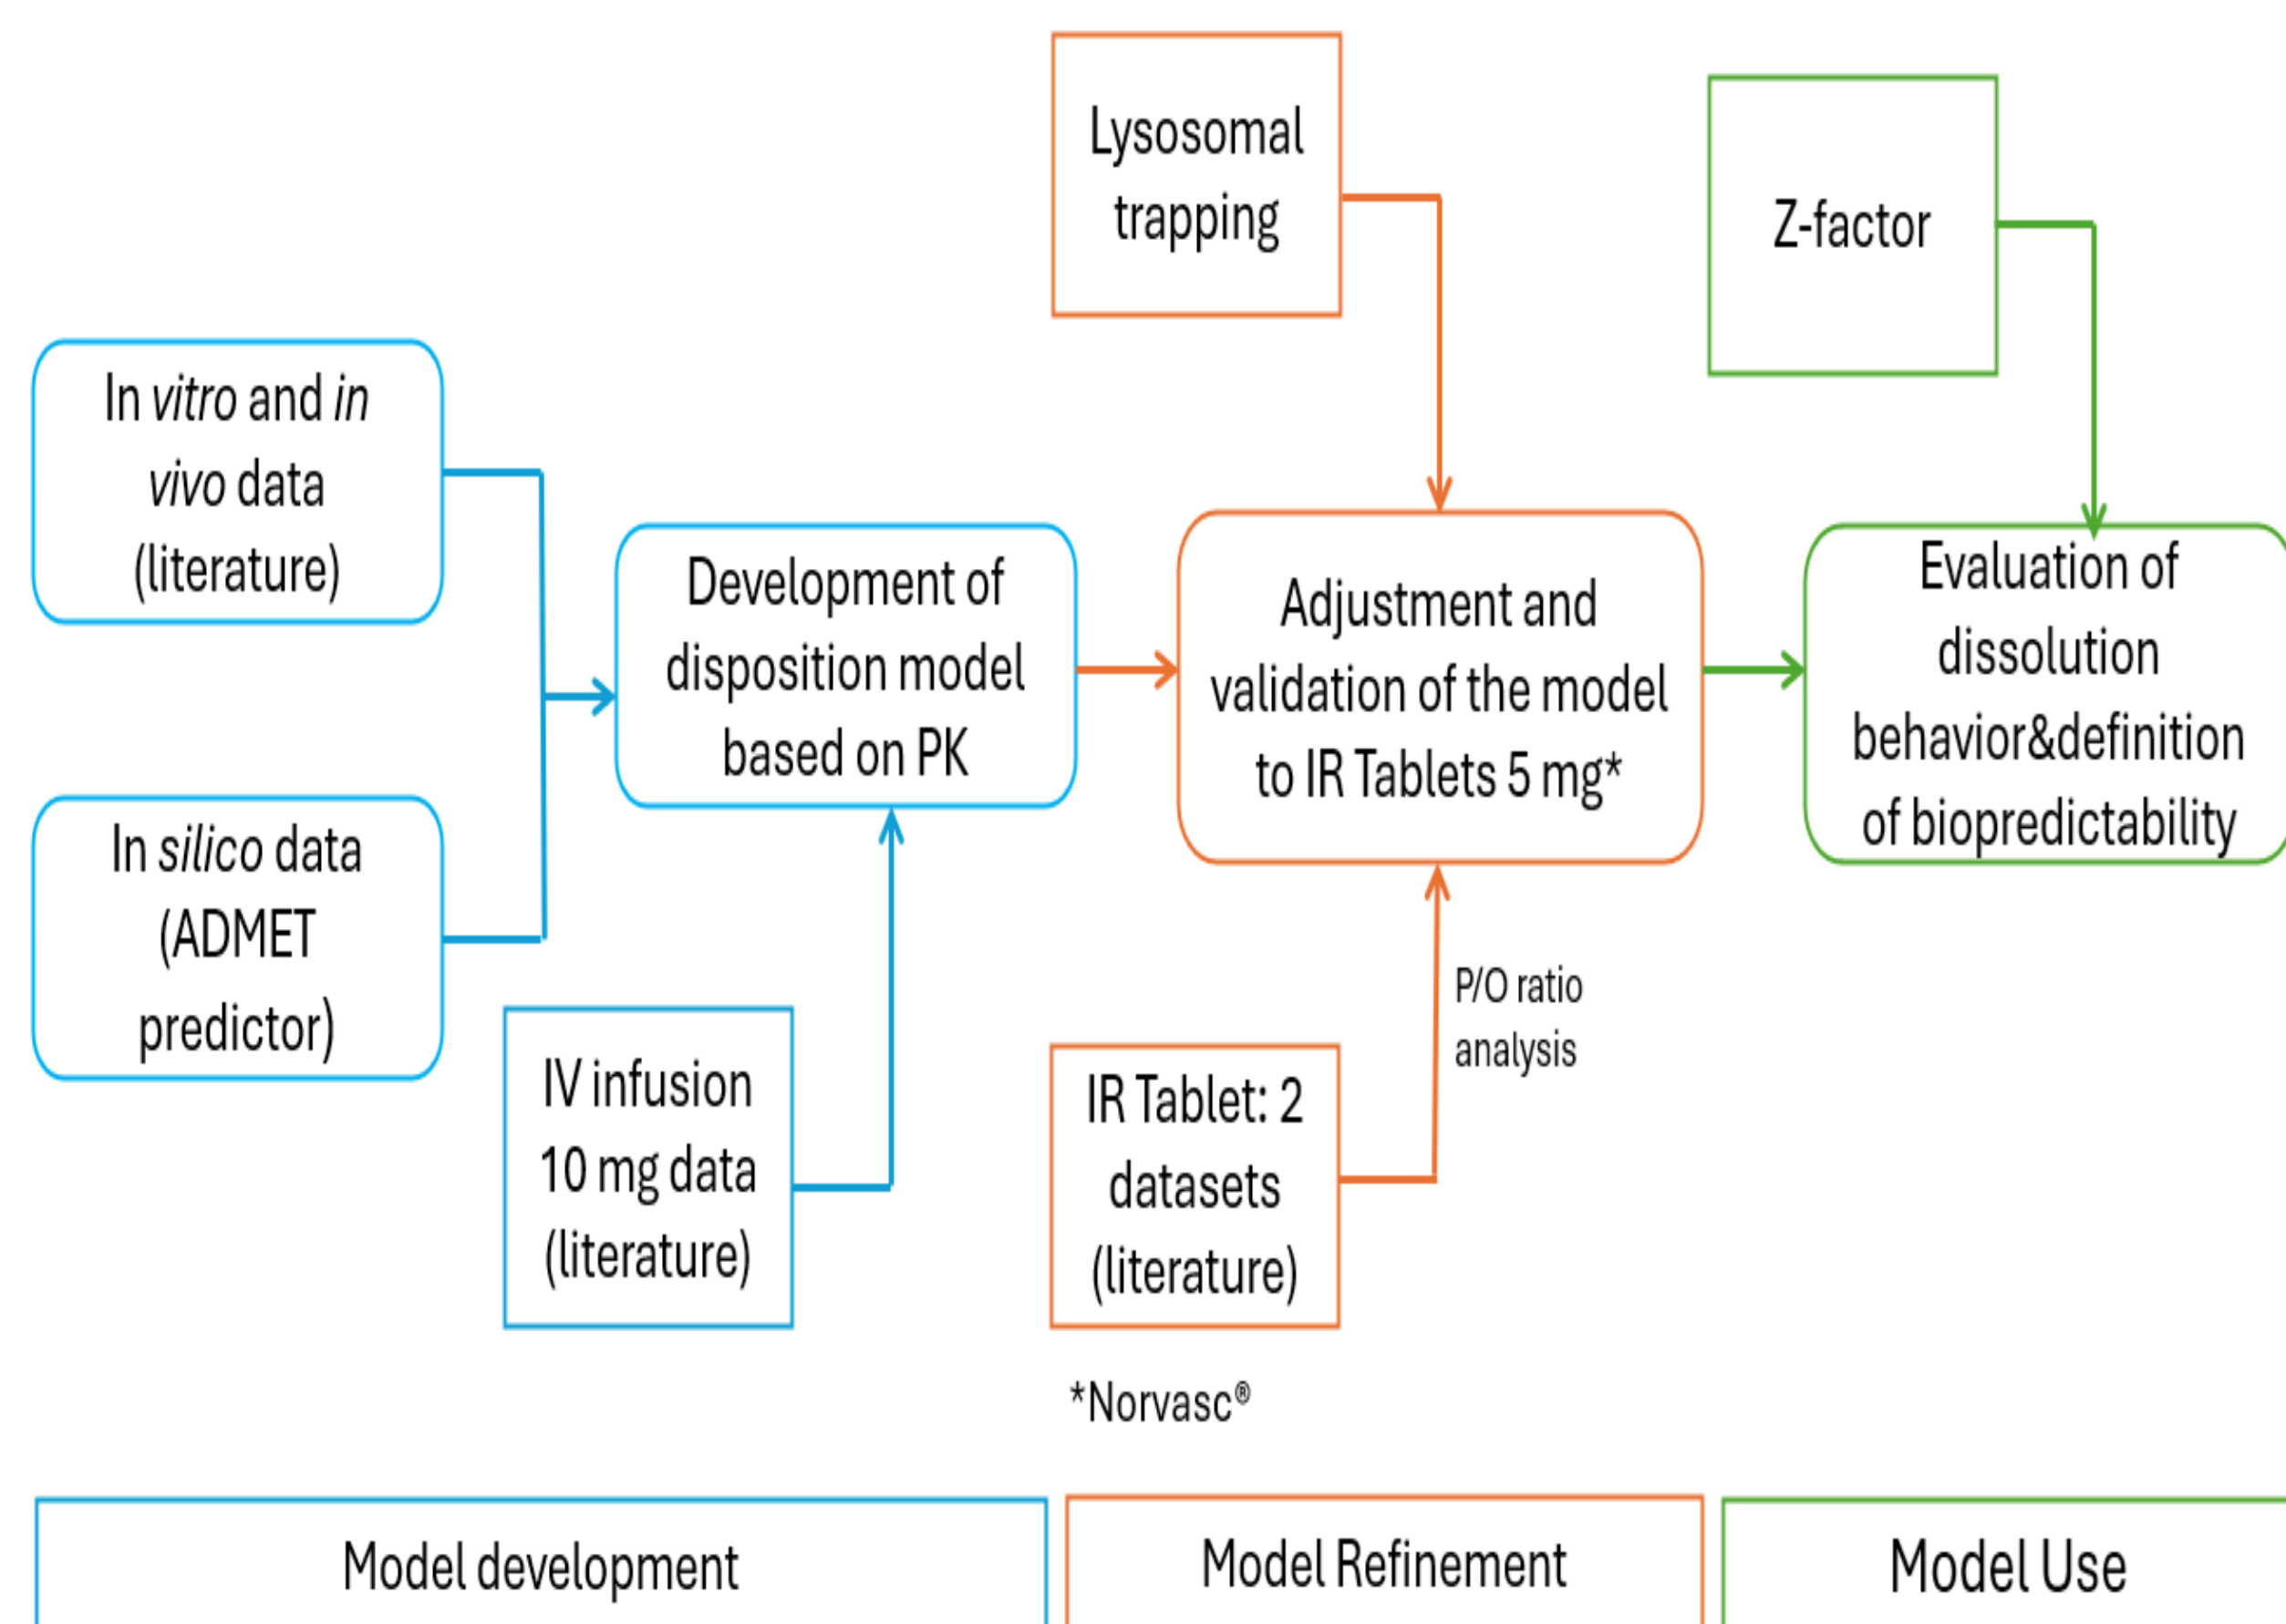 Lysosomal
trapping
Z-factor
In vitro and in
vivo data
(literature)
In silico data
(ADMET
predictor)
Development of
disposition model
based on PK
IV infusion
10 mg data
(literature)
Adjustment and
validation of the model
to IR Tablets 5 mg*
P/O ratio
analysis
IR Tablet: 2
datasets
(literature)
*Norvasc®
Evaluation of
dissolution
behavior&definition
of biopredictability
Model development
Model Refinement
Model Use